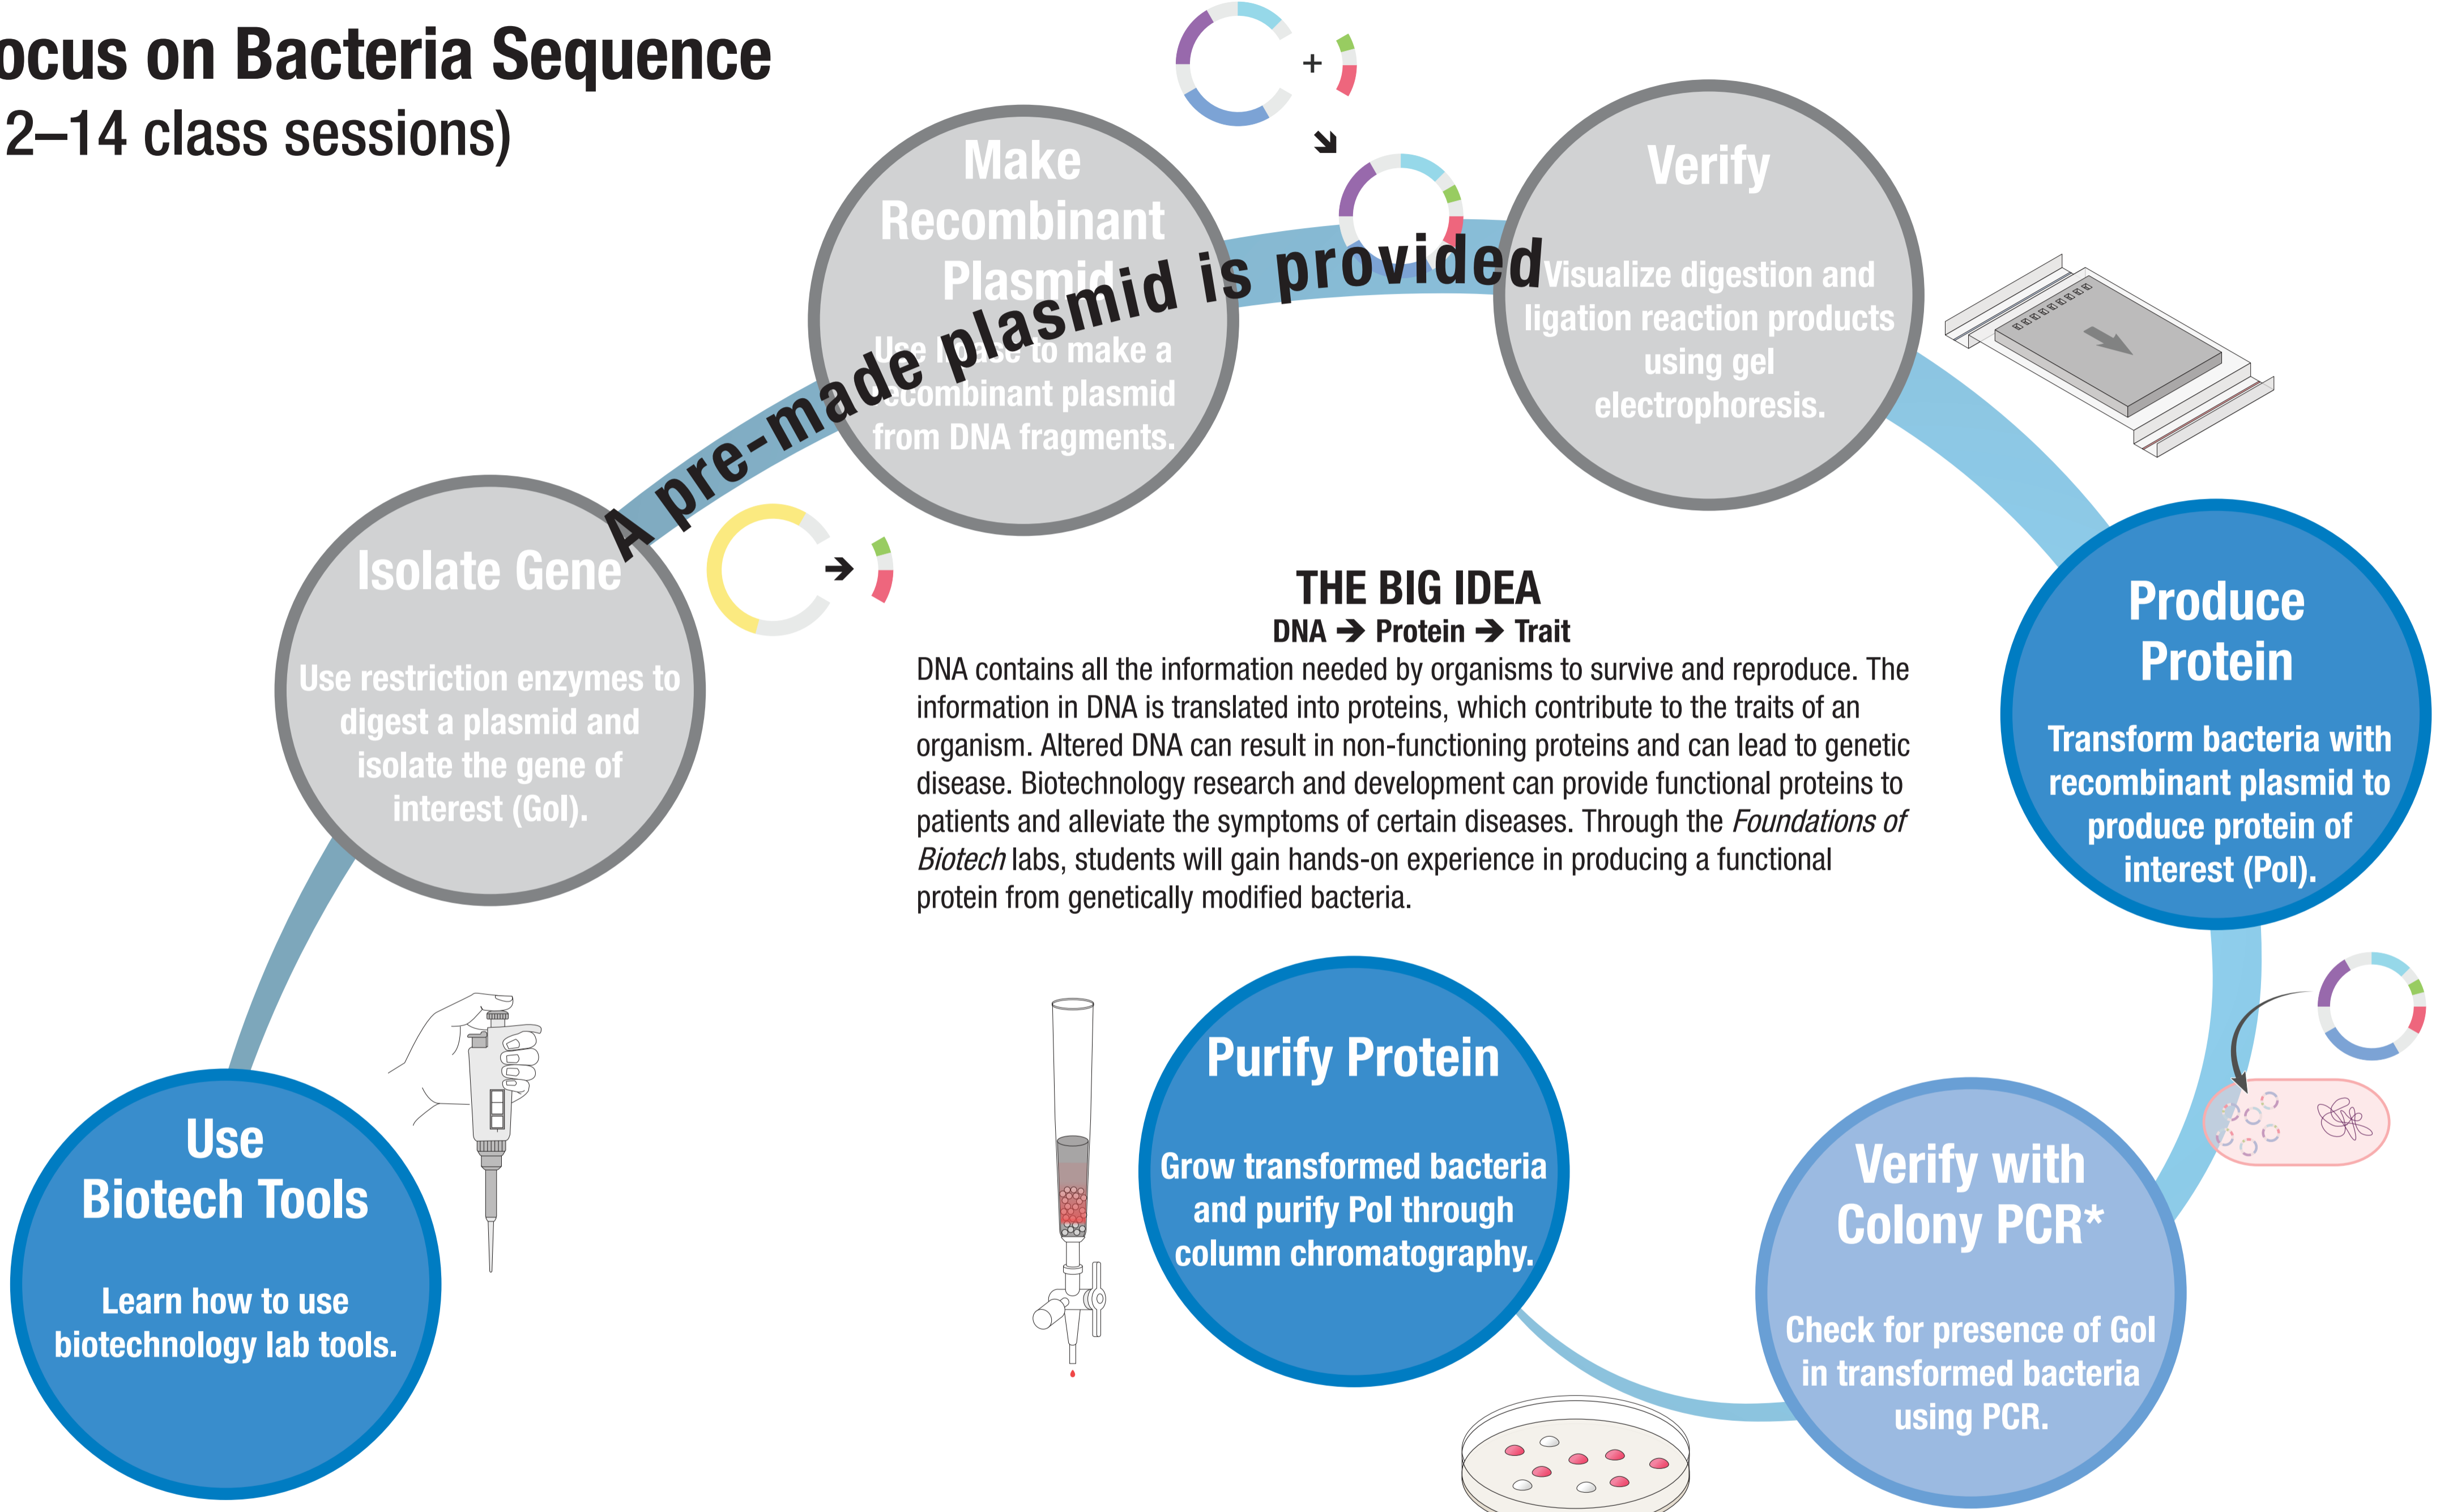 ocus on Bacteria Sequence
2–14 class sessions)
Use
Biotech Tools
Learn how to use
biotechnology lab tools.
Isolate Gene
Use restriction enzymes to
digest a plasmid and
isolate the gene of
interest (GoI).
A pre-made plasmid is provided
Make
Recombinant
Plasmid
Use ligase to make a
recombinant plasmid
from DNA fragments.
+
Verify
Visualize digestion and
ligation reaction products
using gel
electrophoresis.
THE BIG IDEA
DNA ➔ Protein ➔ Trait
DNA contains all the information needed by organisms to survive and reproduce. The
information in DNA is translated into proteins, which contribute to the traits of an
organism. Altered DNA can result in non-functioning proteins and can lead to genetic
disease. Biotechnology research and development can provide functional proteins to
patients and alleviate the symptoms of certain diseases. Through the Foundations of
Biotech labs, students will gain hands-on experience in producing a functional
protein from genetically modified bacteria.
Produce
Protein
Transform bacteria with
recombinant plasmid to
produce protein of
interest (PoI).
Verify with
Colony PCR*
Check for presence of GoI
in transformed bacteria
using PCR.
Purify Protein
Grow transformed bacteria
and purify PoI through
column chromatography.